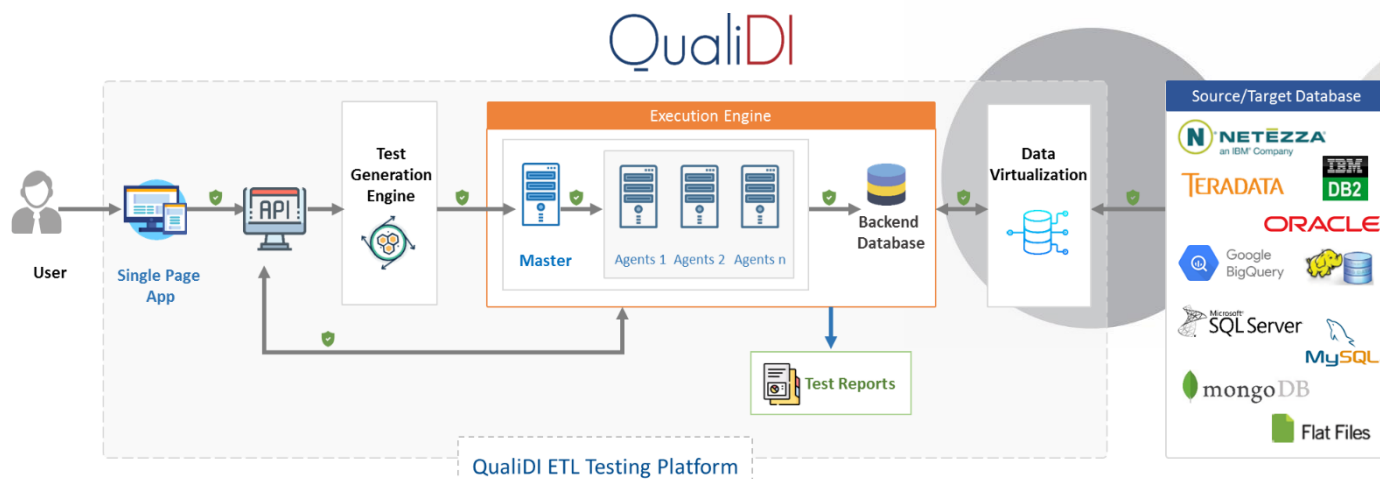 QualiDI
Execution Engine
Source/Target Database
Test
Generation
Engine
Data
Virtualization
N NETEZZA
an IBM® Company
TERADATA
IBM
DB2
ORACLE
API
Backend
Database
Google
BigQuery
Master
Agents 1
Agents 2
Agents n
User
Single Page
App
Microsoft®
SQL Server
MySQL
Test Reports
mongoDB
Flat Files
QualiDI ETL Testing Platform